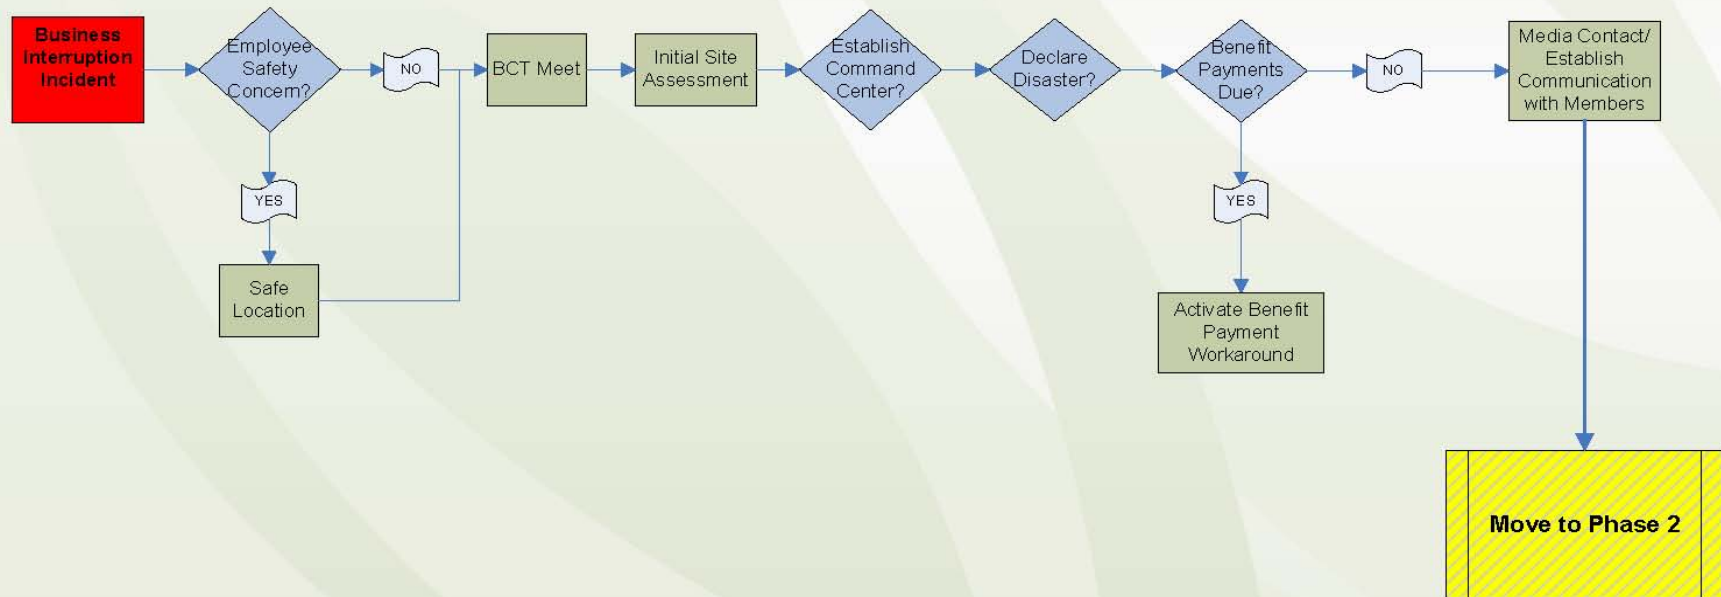 Business
Interruption
Incident
Employee
Safety
Concern?
NO
BCT Meet
Initial Site
Assessment
Establish
Command
Center?
Declare
Disaster?
Benefit
Payments
Due?
NO
Media Contact/
Establish
Communication
with Members
YES
Safe
Location
YES
Activate Benefit
Payment
Workaround
Move to Phase 2